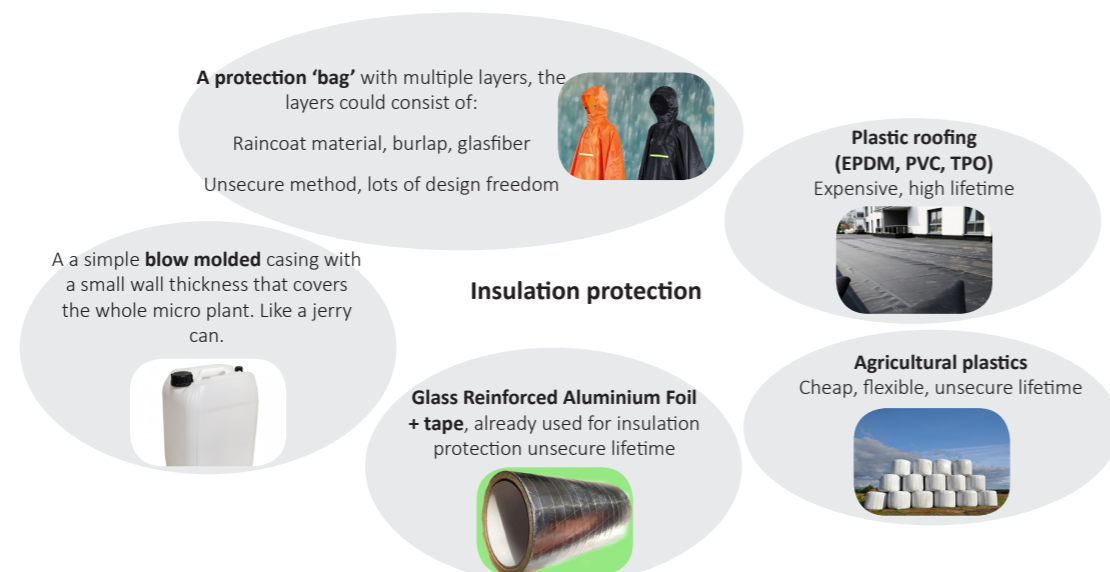 A protection ‘bag’ with multiple layers, the
layers could consist of:
Raincoat material, burlap, glasfiber
Unsecure method, lots of design freedom
Plastic roofing
(EPDM, PVC, TPO)
Expensive, high lifetime
A a simple blow molded casing with
a small wall thickness that covers
the whole micro plant. Like a jerry
can.
Insulation protection
Glass Reinforced Aluminium Foil
+ tape, already used for insulation
protection unsecure lifetime
Agricultural plastics
Cheap, flexible, unsecure lifetime